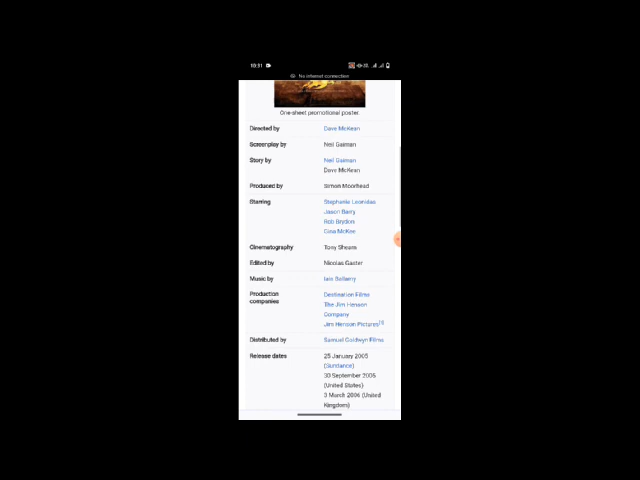 10:51
No internet connection
One-sheet promotional poster.
Directed by Dave McKean
Screenplay by Neil Gaiman
Story by Neil Gaiman
Dave McKean
Produced by Simon Moorhead
Starring Stephanie Leonidas
Jason Barry
Rob Brydon
Gina McKee
Cinematography Tony Shearn
Edited by Nicolas Gaster
Music by Iain Ballamy
Production companies Destination Films
The Jim Henson Company
Jim Henson Pictures[1]
Distributed by Samuel Goldwyn Films
Release dates 25 January 2005
(Sundance)
30 September 2005
(United States)
3 March 2006 (United
Kingdom)